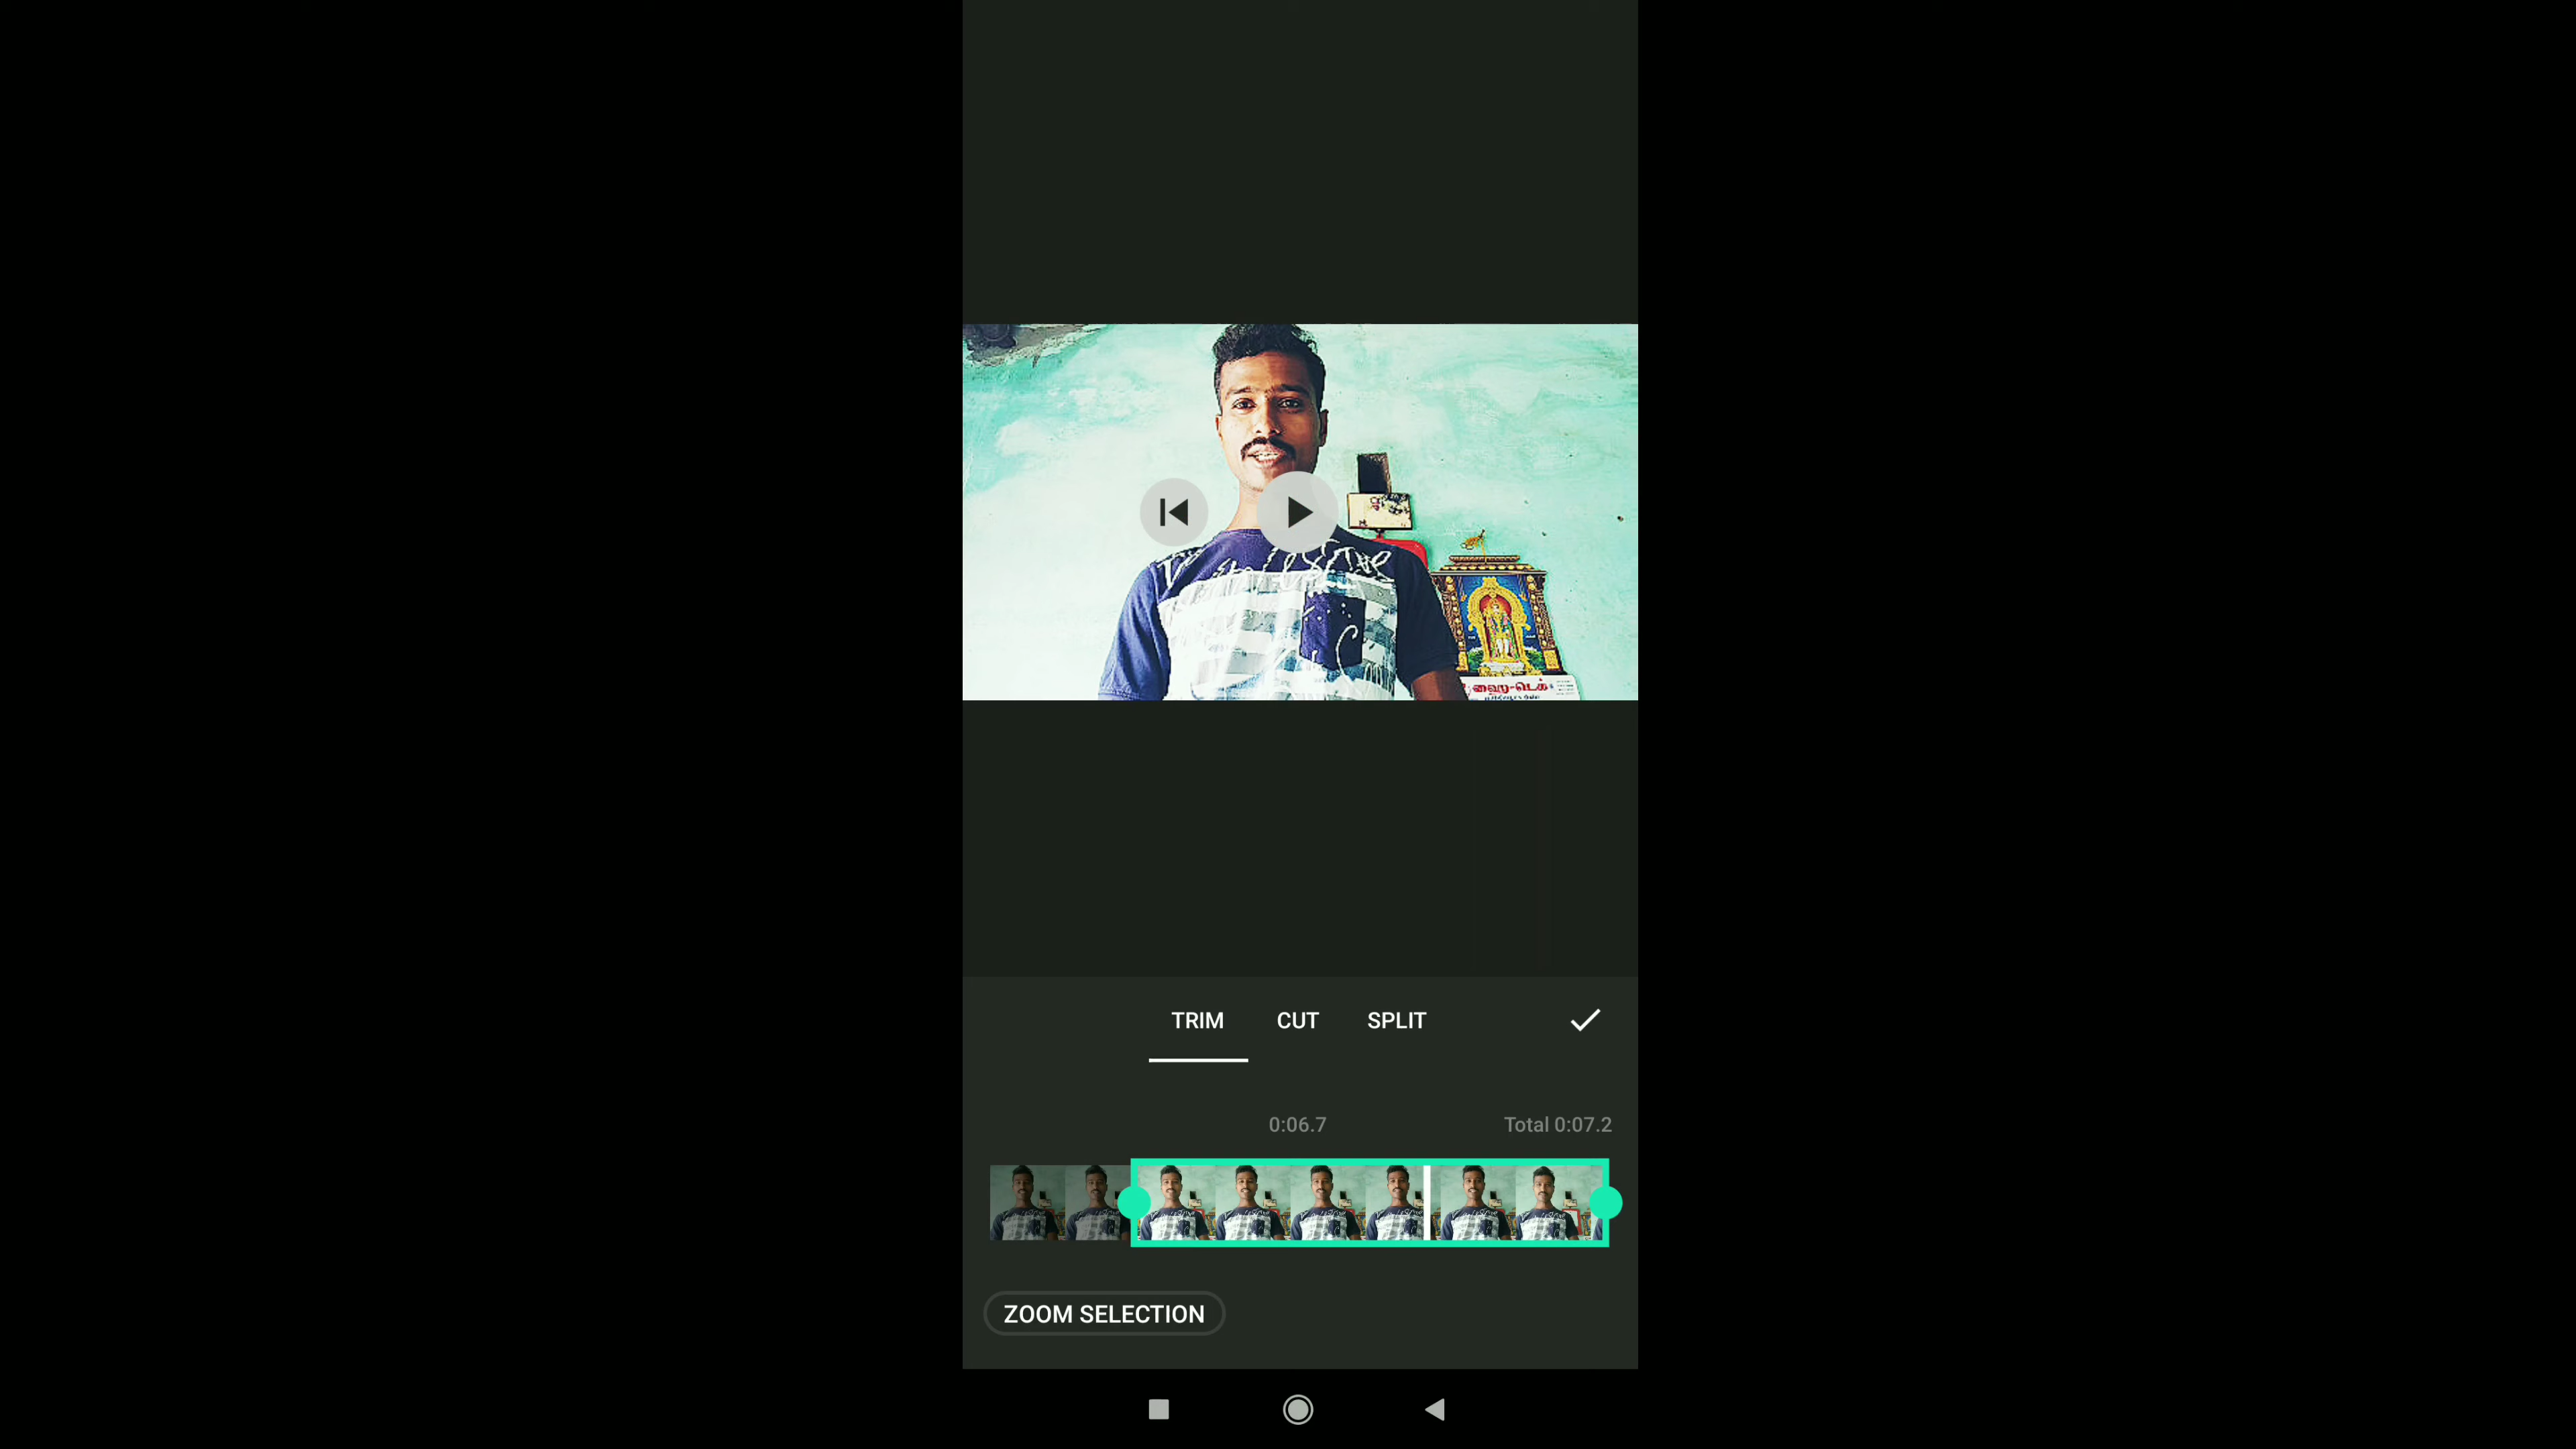 ஹை-டெக்
TRIM CUT SPLIT
0:06.7 Total 0:07.2
ZOOM SELECTION